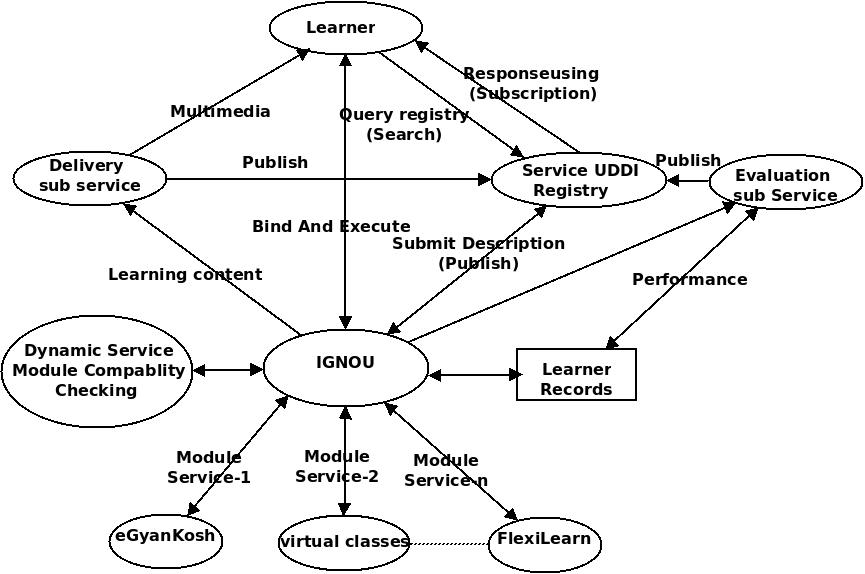 Learner
Responseusing
(Subscription)
Multimedia
Query registry
(Search)
Delivery
sub service
Publish
Service UDDI
Registry
Publish
Evaluation
sub Service
Bind And Execute
Submit Description
(Publish)
Learning content
Performance
Dynamic Service
Module Compablity
Checking
IGNOU
Learner
Records
Module
Service-1
Module
Service-2
Module
Service-n
eGyanKosh
virtual classes
FlexiLearn